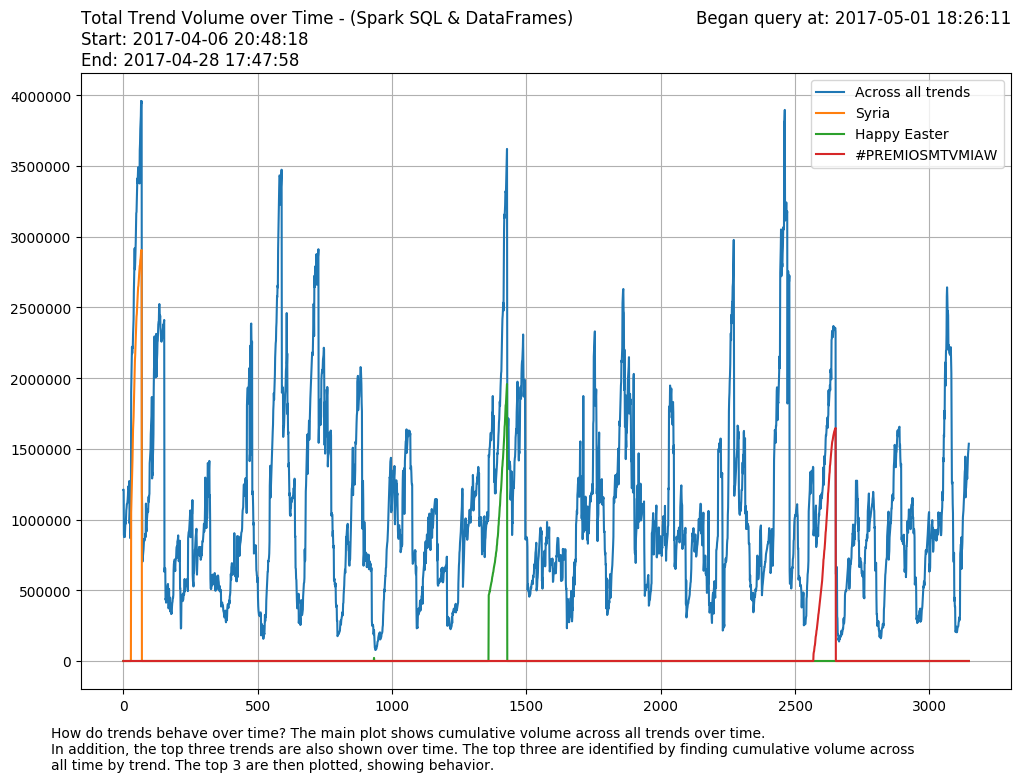 Total Trend Volume over Time - (Spark SQL & DataFrames)
Began query at: 2017-05-01 18:26:11
Start: 2017-04-06 20:48:18
End: 2017-04-28 17:47:58
Across all trends
Syria
Happy Easter
#PREMIOSMTVMIAW
4000000
3500000
3000000
2500000
2000000
1500000
1000000
500000
0
0 500 1000 1500 2000 2500 3000
How do trends behave over time? The main plot shows cumulative volume across all trends over time.
In addition, the top three trends are also shown over time. The top three are identified by finding cumulative volume across
all time by trend. The top 3 are then plotted, showing behavior.